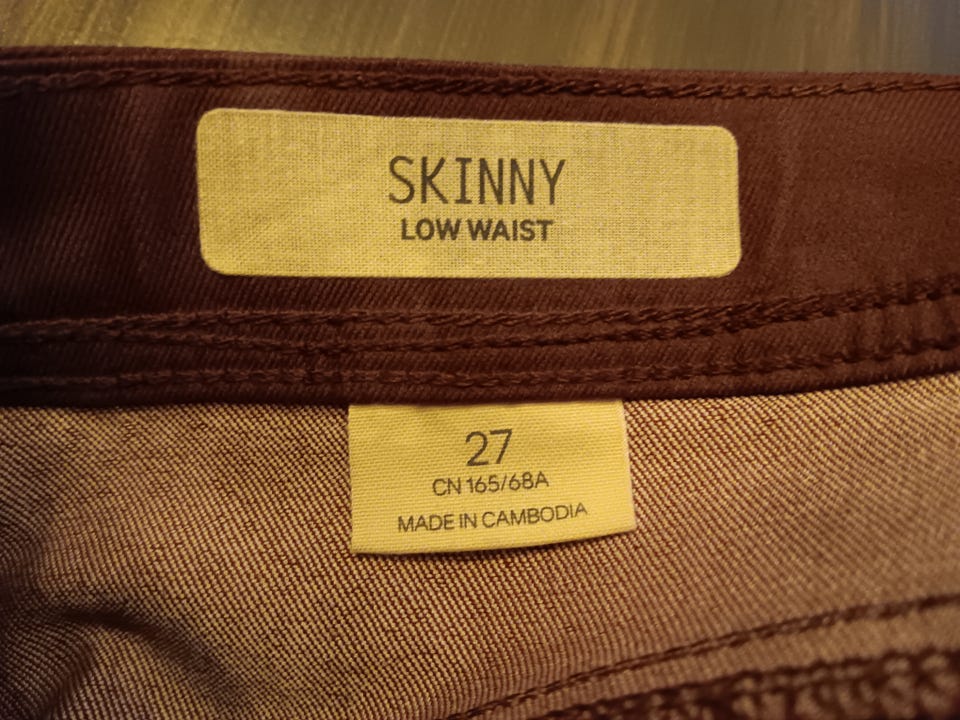 SKINNY
LOW WAIST
27
CN 165/68A
MADE IN CAMBODIA